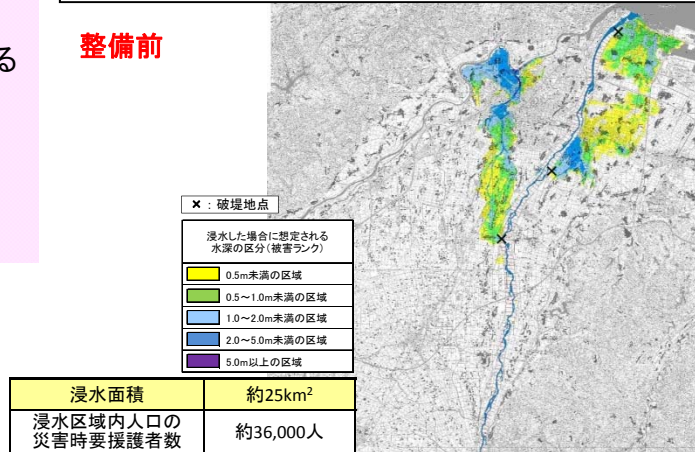 る
整備前
×：破堤地点
浸水した場合に想定される
水深の区分(被害ランク)
0.5m未満の区域
0.5～1.0m未満の区域
1.0～2.0m未満の区域
2.0～5.0m未満の区域
5.0m以上の区域
浸水面積 約25km²
浸水区域内人口の
災害時要援護者数 約36,000人